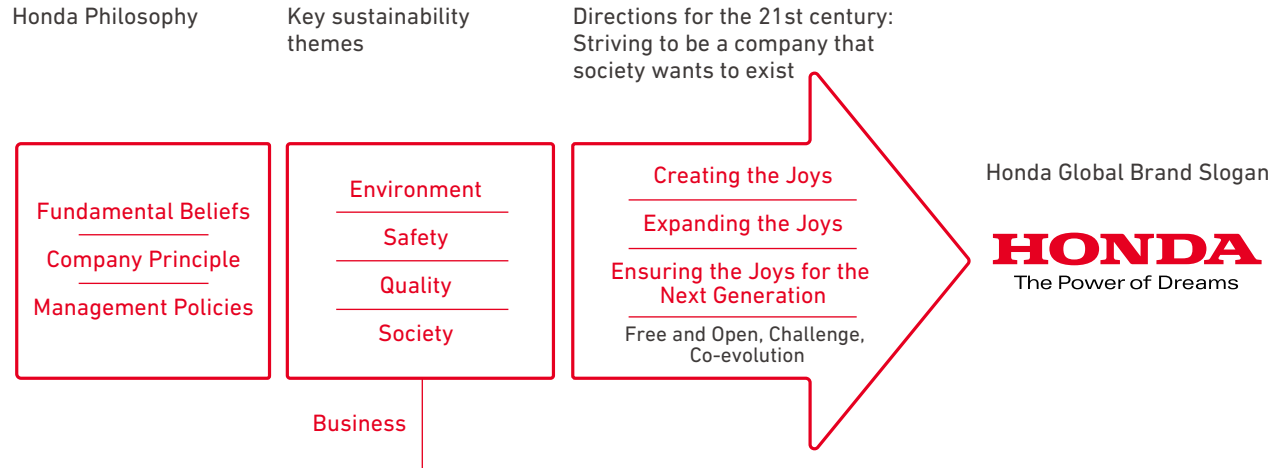 Honda Philosophy
Key sustainability
themes
Directions for the 21st century:
Striving to be a company that
society wants to exist
Fundamental Beliefs
Company Principle
Management Policies
Environment
Safety
Quality
Society
Business
Creating the Joys
Expanding the Joys
Ensuring the Joys for the
Next Generation
Free and Open, Challenge,
Co-evolution
Honda Global Brand Slogan
HONDA
The Power of Dreams